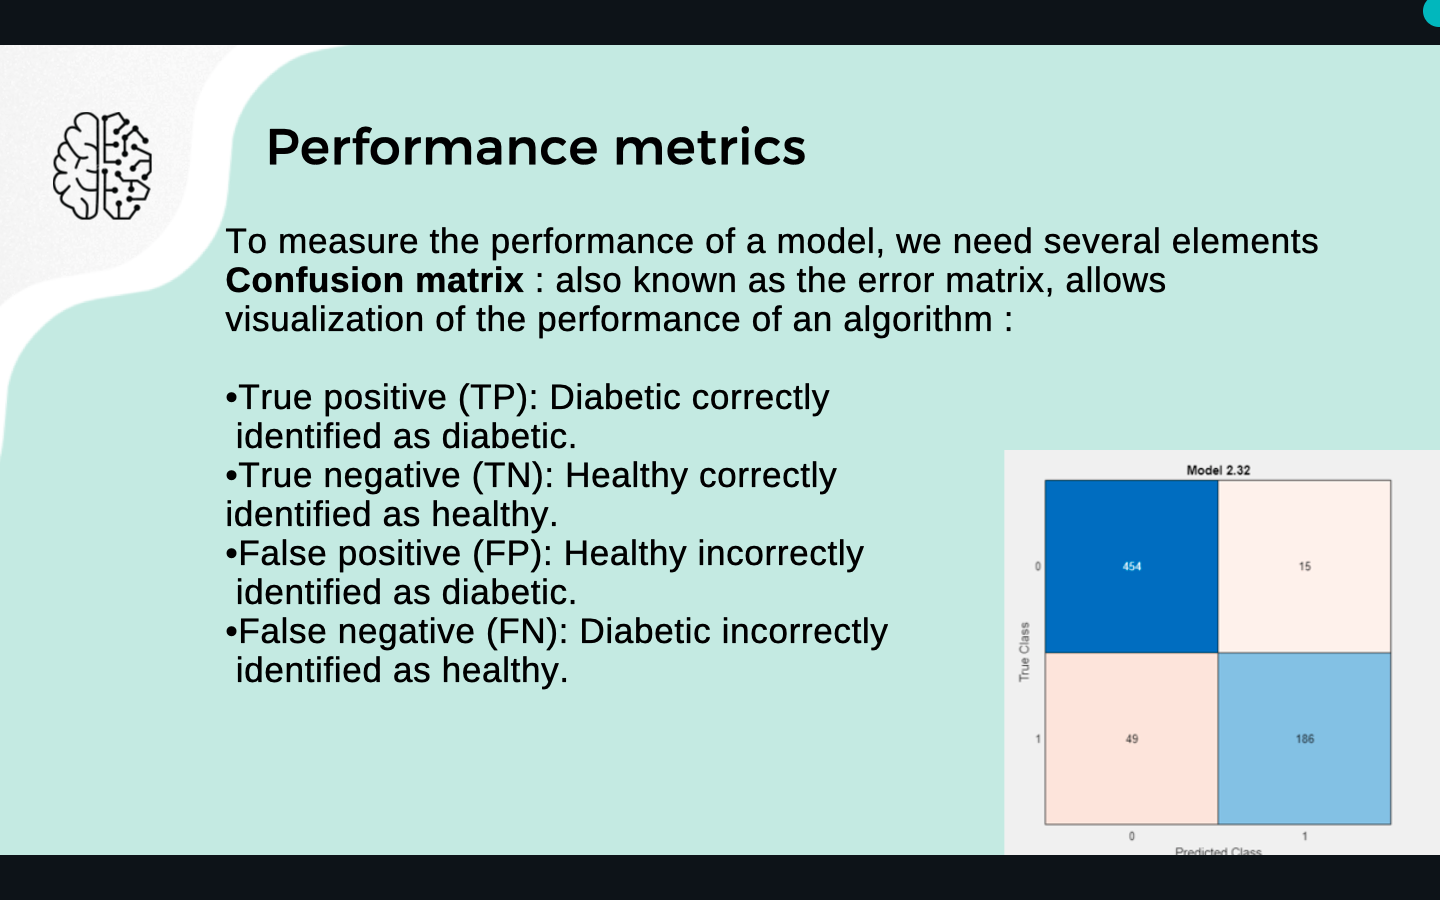 Performance metrics
To measure the performance of a model, we need several elements
Confusion matrix : also known as the error matrix, allows
visualization of the performance of an algorithm :
•True positive (TP): Diabetic correctly
identified as diabetic.
•True negative (TN): Healthy correctly
identified as healthy.
•False positive (FP): Healthy incorrectly
identified as diabetic.
•False negative (FN): Diabetic incorrectly
identified as healthy.
Model 2.32
0
454
15
True Class
1
49
186
0
1
Predicted Class